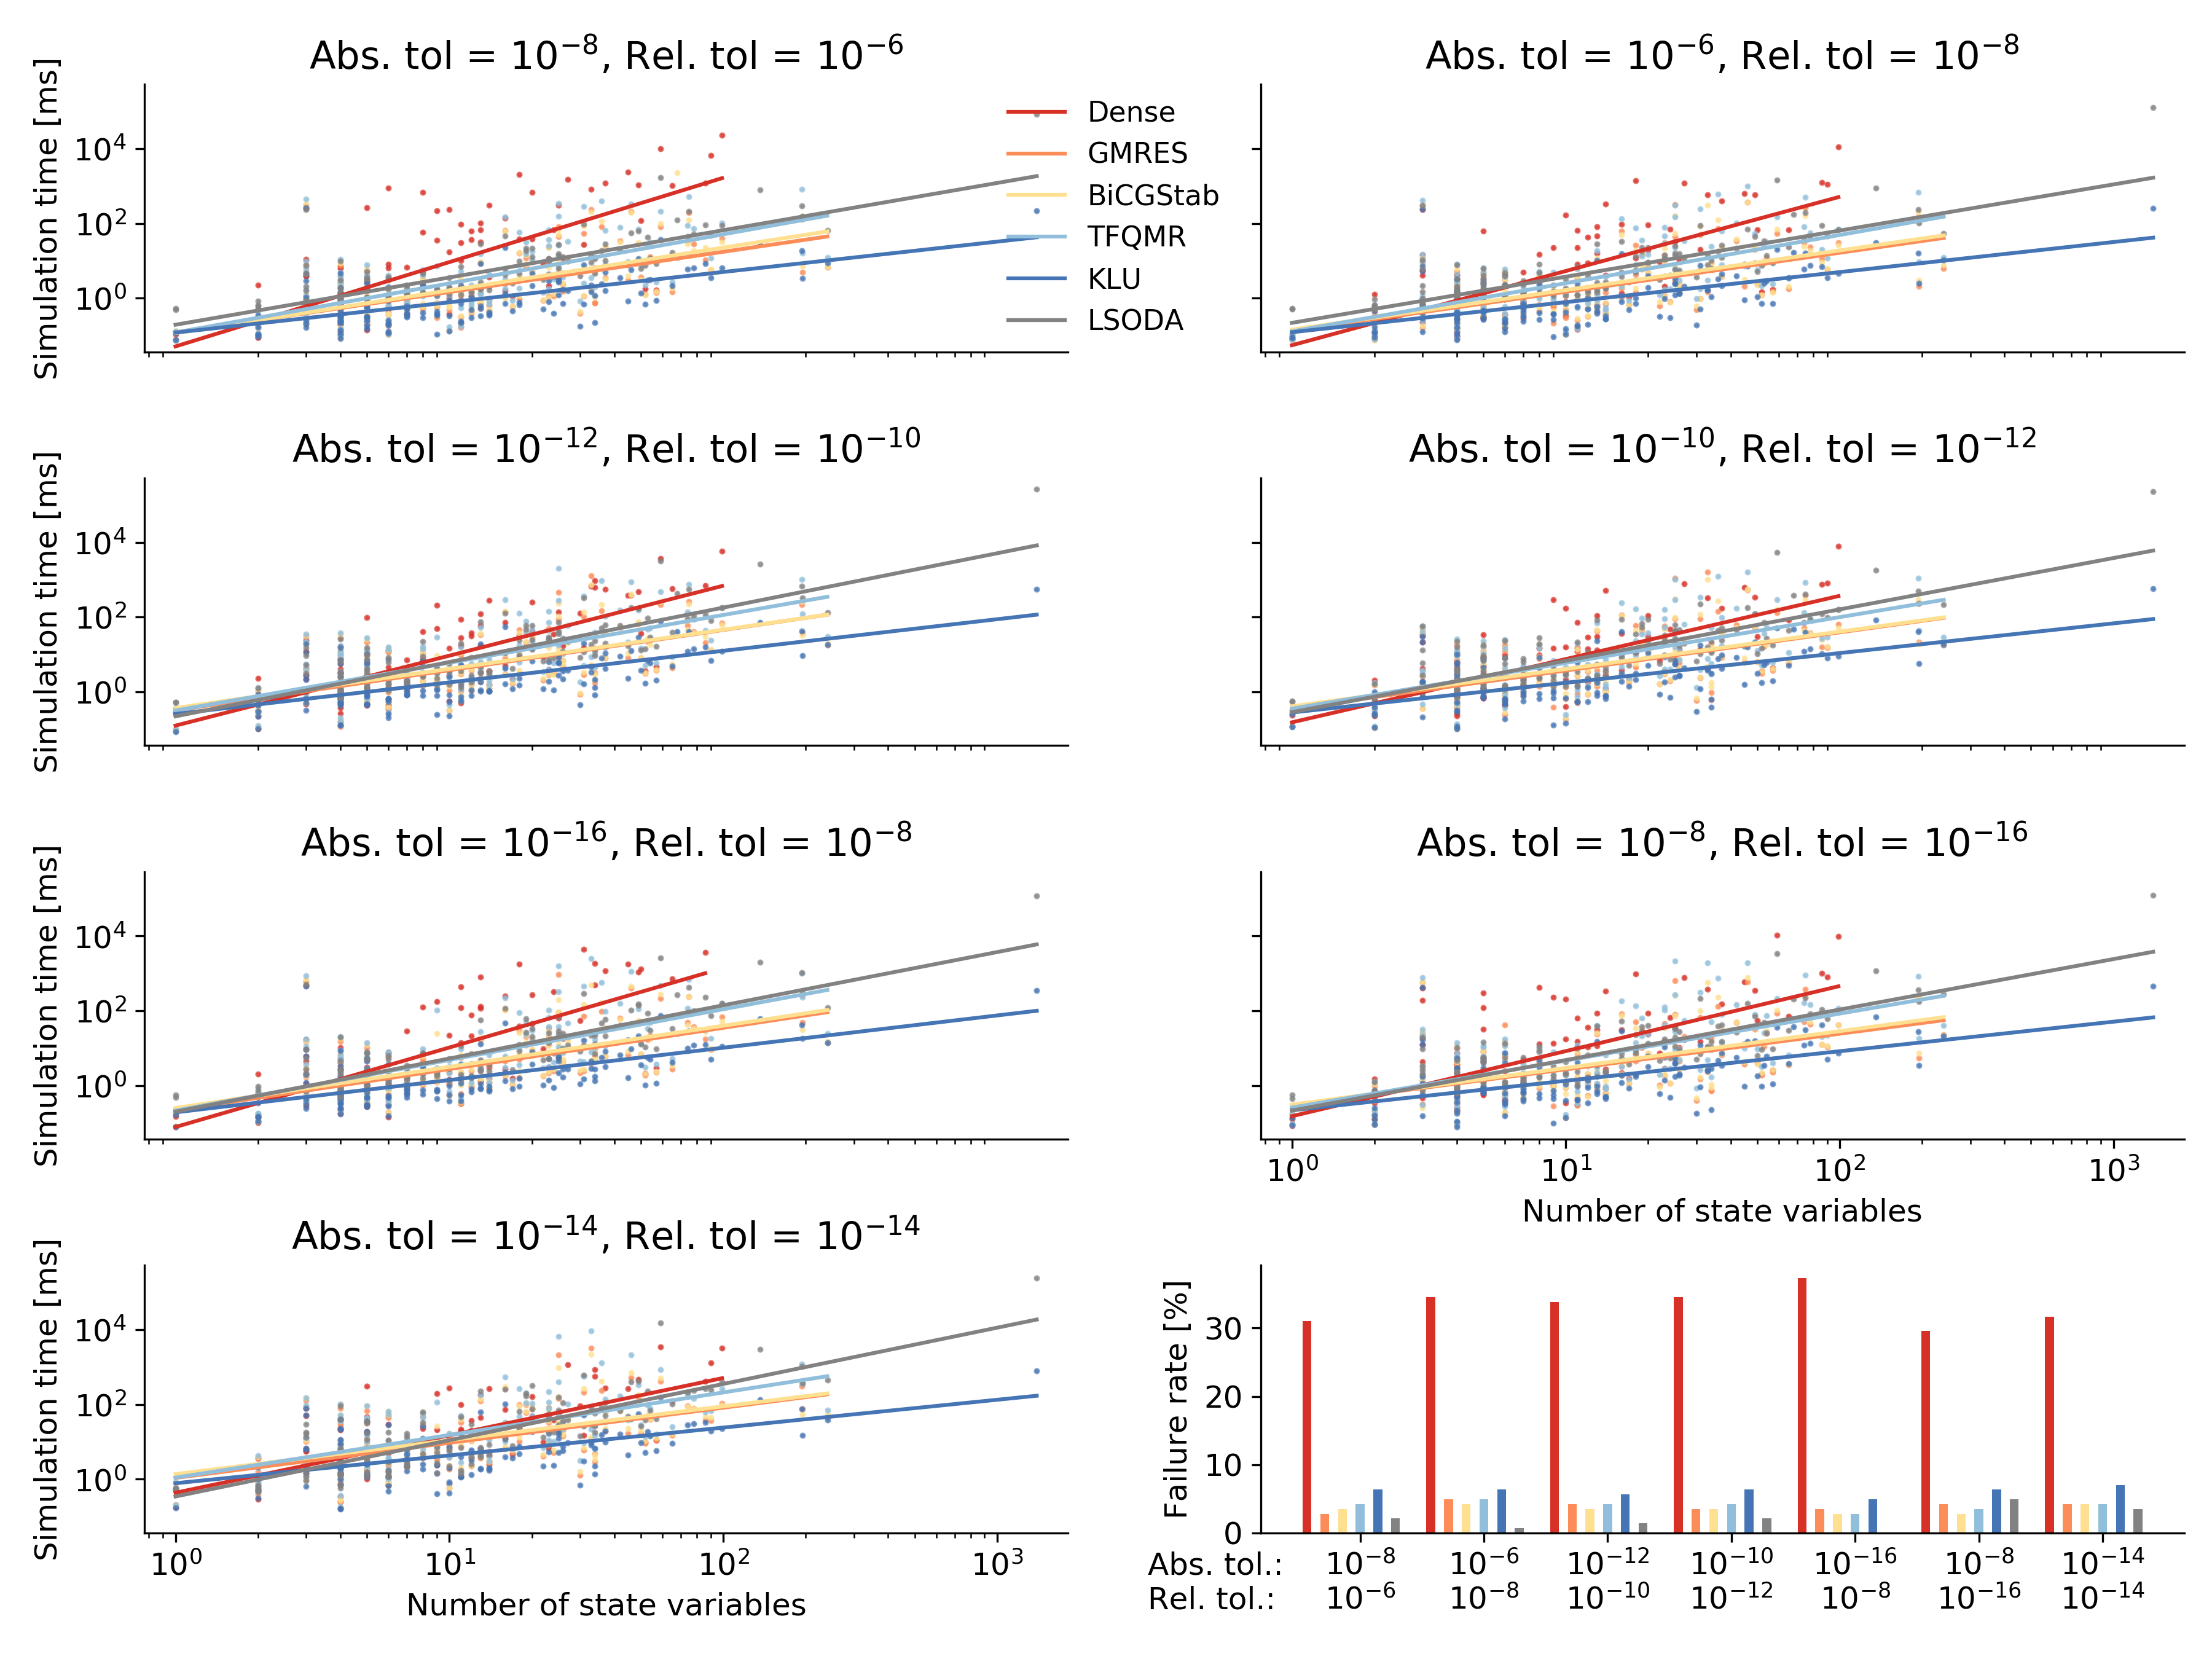 Abs. tol = 10⁻⁸, Rel. tol = 10⁻⁶
Simulation time [ms]
10⁴
10²
10⁰
Dense
GMRES
BiCGStab
TFQMR
KLU
LSODA
Abs. tol = 10⁻⁶, Rel. tol = 10⁻⁸
Abs. tol = 10⁻¹², Rel. tol = 10⁻¹⁰
Simulation time [ms]
10⁴
10²
10⁰
Abs. tol = 10⁻¹⁰, Rel. tol = 10⁻¹²
Abs. tol = 10⁻¹⁶, Rel. tol = 10⁻⁸
Simulation time [ms]
10⁴
10²
10⁰
Abs. tol = 10⁻⁸, Rel. tol = 10⁻¹⁶
10⁰ 10¹ 10² 10³
Number of state variables
Abs. tol = 10⁻¹⁴, Rel. tol = 10⁻¹⁴
Simulation time [ms]
10⁴
10²
10⁰
10⁰ 10¹ 10² 10³
Number of state variables
Failure rate [%]
30
20
10
0
Abs. tol.: 10⁻⁸ 10⁻⁶ 10⁻¹² 10⁻¹⁰ 10⁻¹⁶ 10⁻⁸ 10⁻¹⁴
Rel. tol.: 10⁻⁶ 10⁻⁸ 10⁻¹⁰ 10⁻¹² 10⁻⁸ 10⁻¹⁶ 10⁻¹⁴